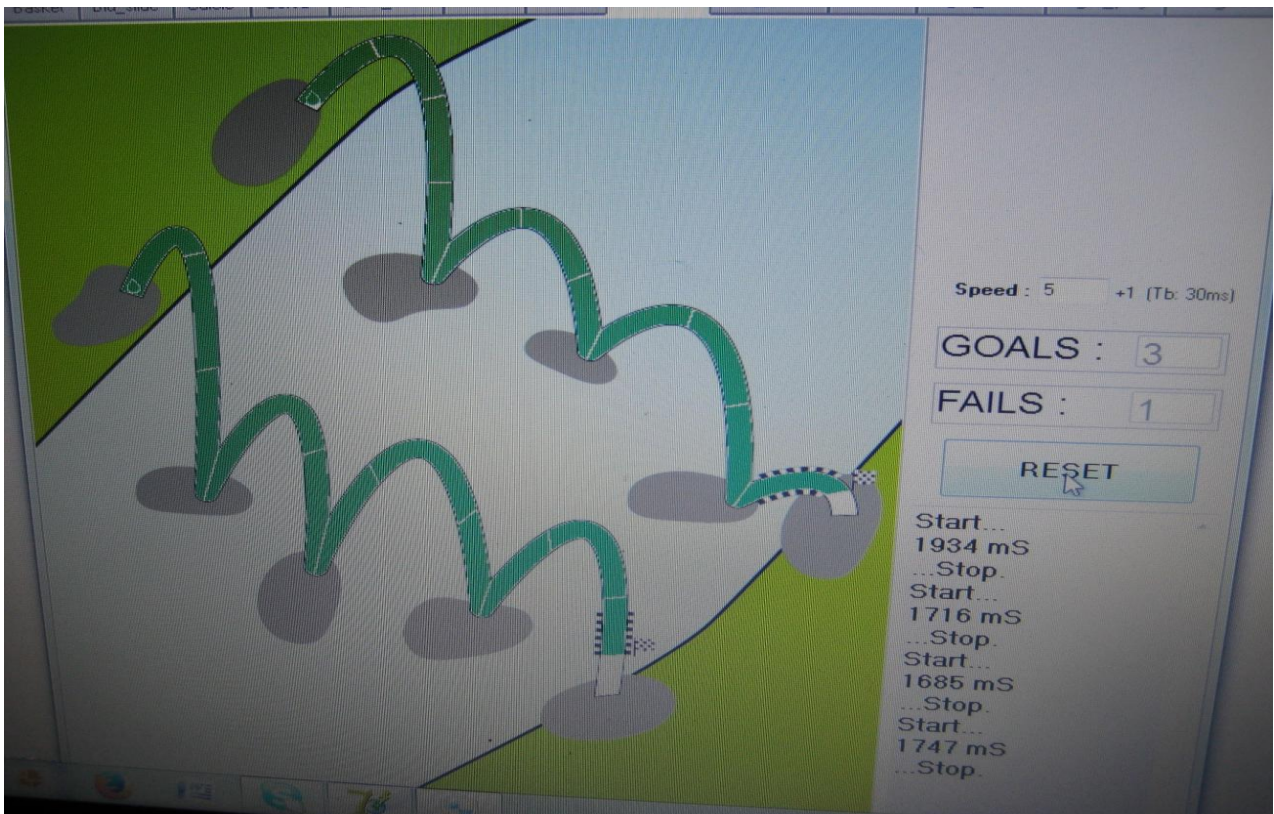 Basket
Speed : 5 +1 (Tb: 30ms)
GOALS : 3
FAILS : 1
RESET
Start...
1934 mS
...Stop.
Start...
1716 mS
...Stop.
Start...
1685 mS
...Stop.
Start...
1747 mS
...Stop.